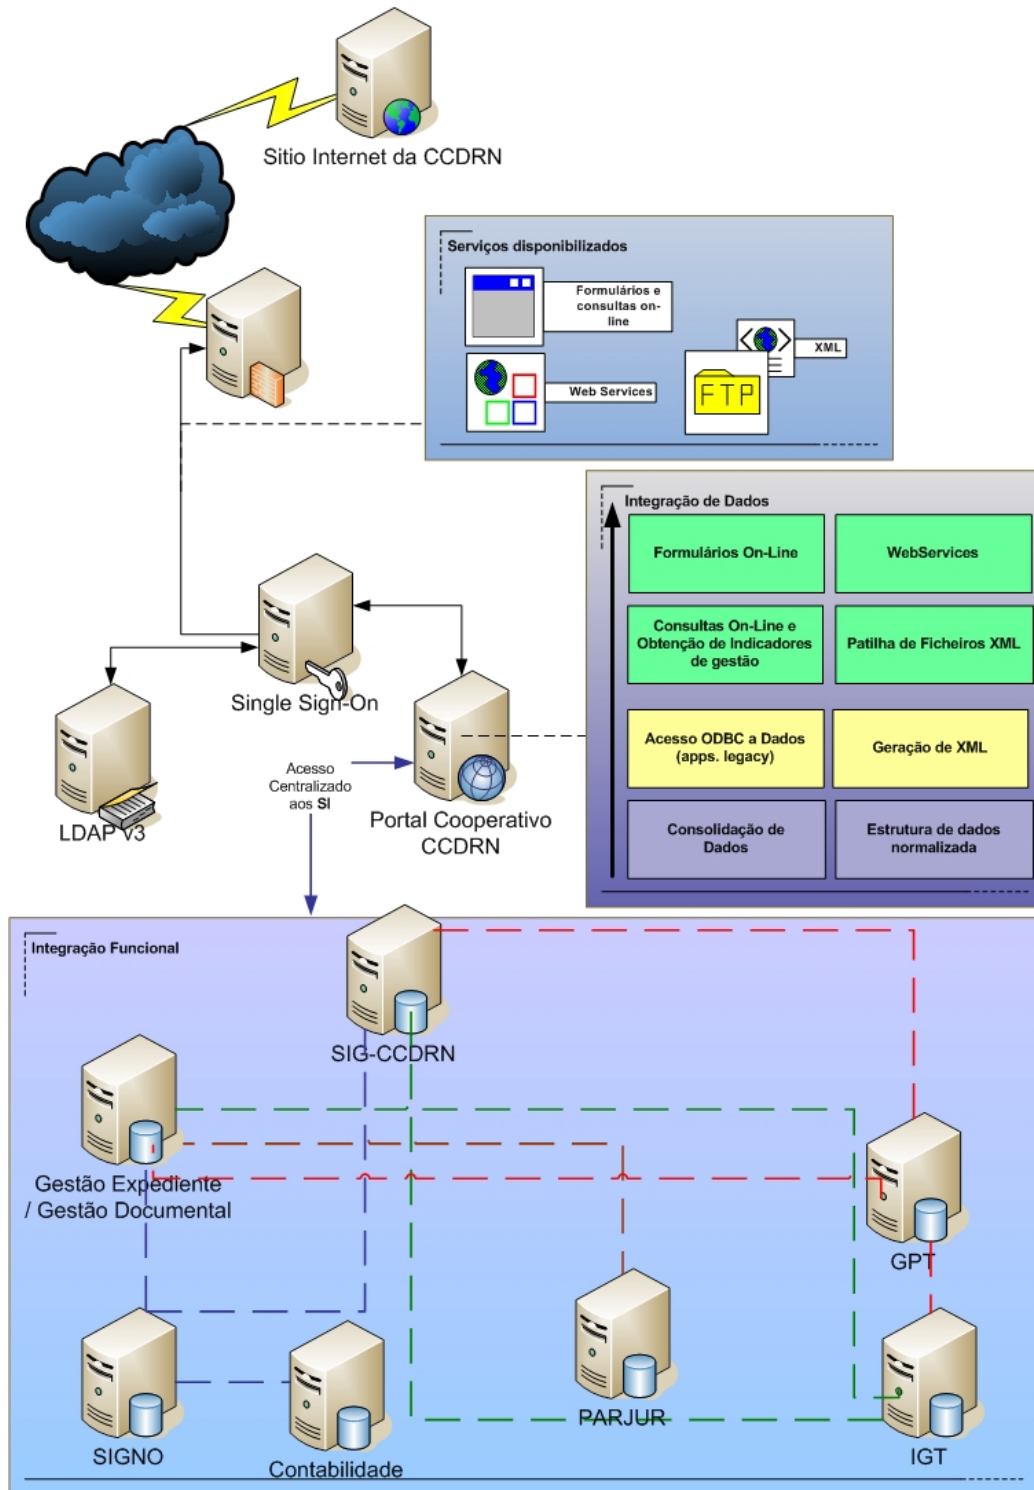 Sitio Internet da CCDRN
Serviços disponibilizados
Formulários e
consultas on-
line
XML
Web Services
FTP
Integração de Dados
Formulários On-Line
WebServices
Consultas On-Line e
Obtenção de Indicadores
de gestão
Patilha de Ficheiros XML
Acesso ODBC a Dados
(apps. legacy)
Geração de XML
Consolidação de
Dados
Estrutura de dados
normalizada
Single Sign-On
LDAP v3
Acesso
Centralizado
aos SI
Portal Cooperativo
CCDRN
Integração Funcional
SIG-CCDRN
Gestão Expediente
/ Gestão Documental
GPT
SIGNO
Contabilidade
PARJUR
IGT